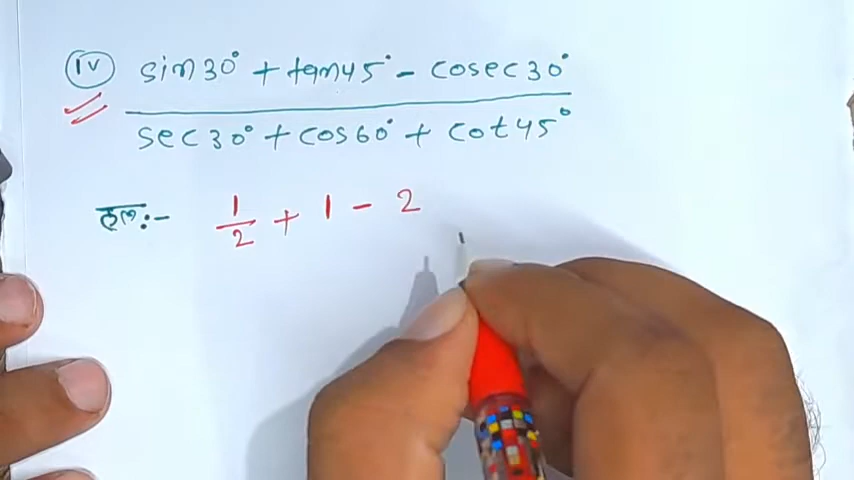 (iv) sin30° + tan45° - cosec30°
sec30° + cos60° + cot45°
हल:- 1/2 + 1 - 2